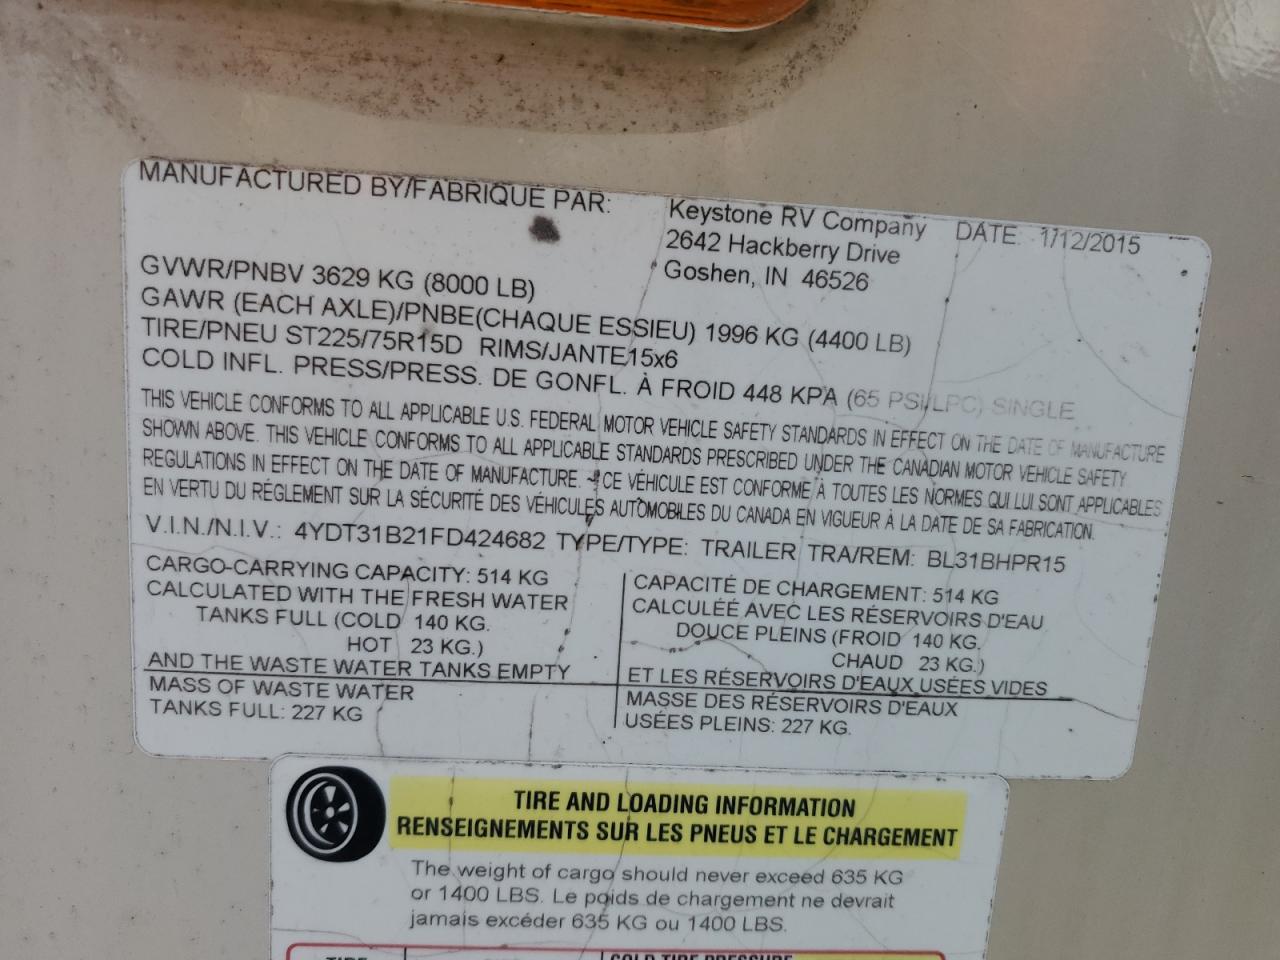 MANUFACTURED BY/FABRIQUÉ PAR: Keystone RV Company DATE: 1/12/2015
2642 Hackberry Drive
Goshen, IN 46526
GVWR/PNBV 3629 KG (8000 LB)
GAWR (EACH AXLE)/PNBE(CHAQUE ESSIEU) 1996 KG (4400 LB)
TIRE/PNEU ST225/75R15D RIMS/JANTE15x6
COLD INFL. PRESS/PRESS. DE GONFL. À FROID 448 KPA (65 PSI/LPC) SINGLE
THIS VEHICLE CONFORMS TO ALL APPLICABLE U.S. FEDERAL MOTOR VEHICLE SAFETY STANDARDS IN EFFECT ON THE DATE OF MANUFACTURE
SHOWN ABOVE. THIS VEHICLE CONFORMS TO ALL APPLICABLE STANDARDS PRESCRIBED UNDER THE CANADIAN MOTOR VEHICLE SAFETY
REGULATIONS IN EFFECT ON THE DATE OF MANUFACTURE. - CE VÉHICULE EST CONFORME À TOUTES LES NORMES QUI LUI SONT APPLICABLES
EN VERTU DU RÉGLEMENT SUR LA SÉCURITÉ DES VÉHICULES AUTOMOBILES DU CANADA EN VIGUEUR À LA DATE DE SA FABRICATION.
V.I.N./N.I.V.: 4YDT31B21FD424682 TYPE/TYPE: TRAILER TRA/REM: BL31BHPR15
CARGO-CARRYING CAPACITY: 514 KG
CALCULATED WITH THE FRESH WATER
TANKS FULL (COLD 140 KG.
HOT 23 KG.)
AND THE WASTE WATER TANKS EMPTY
MASS OF WASTE WATER
TANKS FULL: 227 KG
CAPACITÉ DE CHARGEMENT: 514 KG
CALCULÉE AVEC LES RÉSERVOIRS D'EAU
DOUCE PLEINS (FROID 140 KG.
CHAUD 23 KG.)
ET LES RÉSERVOIRS D'EAUX USÉES VIDES
MASSE DES RÉSERVOIRS D'EAUX
USÉES PLEINS: 227 KG.
TIRE AND LOADING INFORMATION
RENSEIGNEMENTS SUR LES PNEUS ET LE CHARGEMENT
The weight of cargo should never exceed 635 KG
or 1400 LBS. Le poids de chargement ne devrait
jamais excéder 635 KG ou 1400 LBS.
TIRE COLD TIRE PRESSURE